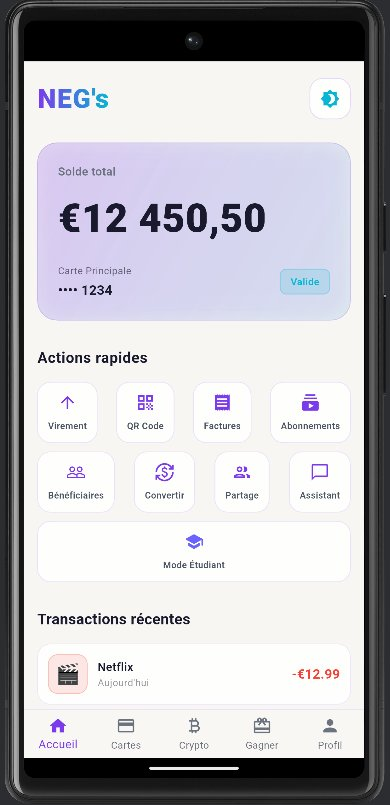 NEG's
Solde total
€12 450,50
Carte Principale
•••• 1234
Valide
Actions rapides
Virement
QR Code
Factures
Abonnements
Bénéficiaires
Convertir
Partage
Assistant
Mode Étudiant
Transactions récentes
Netflix
Aujourd'hui
-€12.99
Accueil
Cartes
Crypto
Gagner
Profil